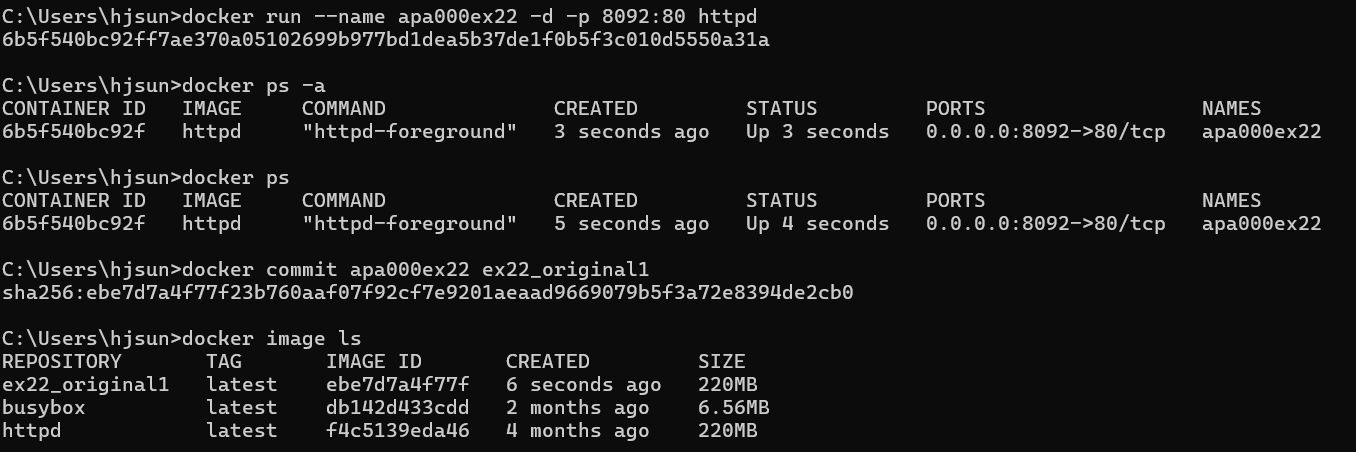 C:\Users\hjsun>docker run --name apa000ex22 -d -p 8092:80 httpd
6b5f540bc92ff7ae370a05102699b977bd1dea5b37de1f0b5f3c010d5550a31a
C:\Users\hjsun>docker ps -a
CONTAINER ID   IMAGE     COMMAND              CREATED         STATUS         PORTS                  NAMES
6b5f540bc92f   httpd     "httpd-foreground"   3 seconds ago   Up 3 seconds   0.0.0.0:8092->80/tcp   apa000ex22
C:\Users\hjsun>docker ps
CONTAINER ID   IMAGE     COMMAND              CREATED         STATUS         PORTS                  NAMES
6b5f540bc92f   httpd     "httpd-foreground"   5 seconds ago   Up 4 seconds   0.0.0.0:8092->80/tcp   apa000ex22
C:\Users\hjsun>docker commit apa000ex22 ex22_original1
sha256:ebe7d7a4f77f23b760aaf07f92cf7e9201aeaad9669079b5f3a72e8394de2cb0
C:\Users\hjsun>docker image ls
REPOSITORY       TAG       IMAGE ID       CREATED         SIZE
ex22_original1   latest    ebe7d7a4f77f   6 seconds ago   220MB
busybox          latest    db142d433cdd   2 months ago    6.56MB
httpd            latest    f4c5139eda46   4 months ago    220MB